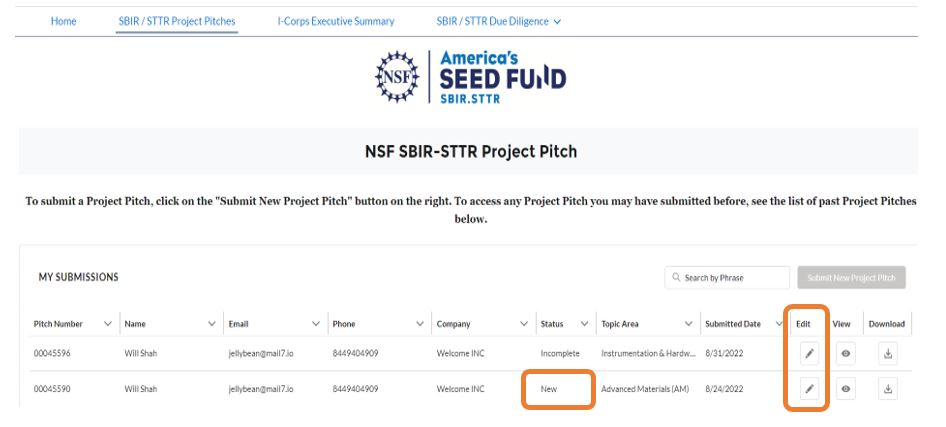 Home SBIR / STTR Project Pitches I-Corps Executive Summary SBIR / STTR Due Diligence
NSF
America's
SEED FUND
SBIR.STTR
NSF SBIR-STTR Project Pitch
To submit a Project Pitch, click on the "Submit New Project Pitch" button on the right. To access any Project Pitch you may have submitted before, see the list of past Project Pitches
below.
MY SUBMISSIONS Search by Phrase Submit New Project Pitch
Pitch Number Name Email Phone Company Status Topic Area Submitted Date Edit View Download
00045596 Will Shah jellybean@mail7.io 8449404909 Welcome INC Incomplete Instrumentation & Hardw... 8/31/2022
00045590 Will Shah jellybean@mail7.io 8449404909 Welcome INC New Advanced Materials (AM) 8/24/2022